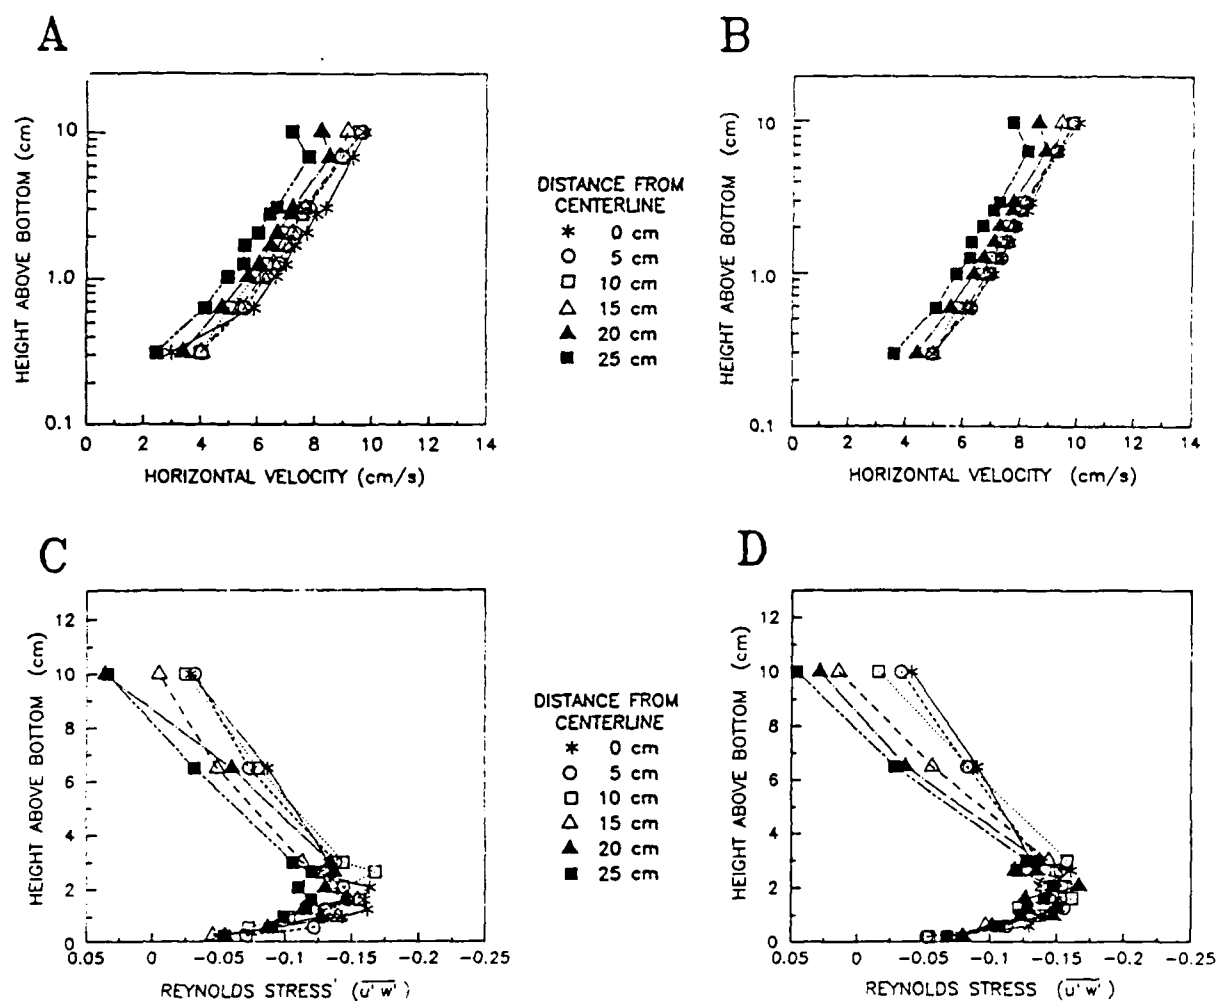 A
B
HEIGHT ABOVE BOTTOM (cm)
10
1.0
0.1
0 2 4 6 8 10 12 14
HORIZONTAL VELOCITY (cm/s)
DISTANCE FROM
CENTERLINE
0 cm
5 cm
10 cm
15 cm
20 cm
25 cm
HEIGHT ABOVE BOTTOM (cm)
10
1.0
0.1
0 2 4 6 8 10 12 14
HORIZONTAL VELOCITY (cm/s)
C
D
HEIGHT ABOVE BOTTOM (cm)
12
10
8
6
4
2
0
0.05 0 -0.05 -0.1 -0.15 -0.2 -0.25
REYNOLDS STRESS (u' w')
DISTANCE FROM
CENTERLINE
0 cm
5 cm
10 cm
15 cm
20 cm
25 cm
HEIGHT ABOVE BOTTOM (cm)
12
10
8
6
4
2
0
0.05 0 -0.05 -0.1 -0.15 -0.2 -0.25
REYNOLDS STRESS (u' w')